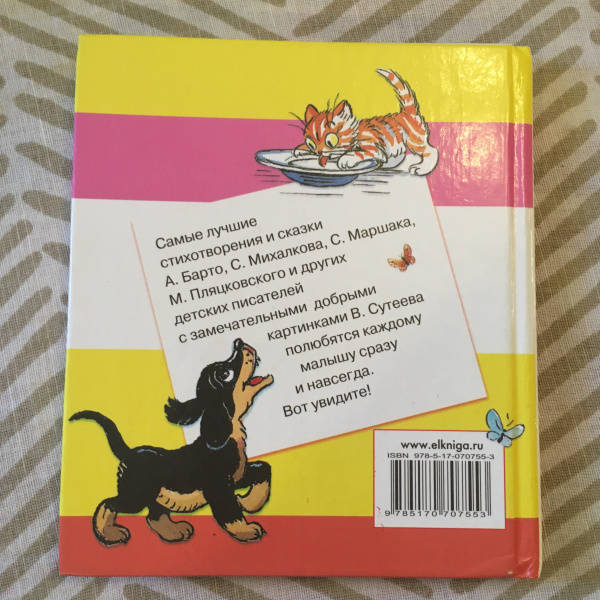 Самые лучшие
стихотворения и сказки
А. Барто, С. Михалкова, С. Маршака,
М. Пляцковского и других
детских писателей
с замечательными добрыми
картинками В. Сутеева
полюбятся каждому
малышу сразу
и навсегда.
Вот увидите!
www.elkniga.ru
ISBN 978-5-17-070755-3
9 785170 707553